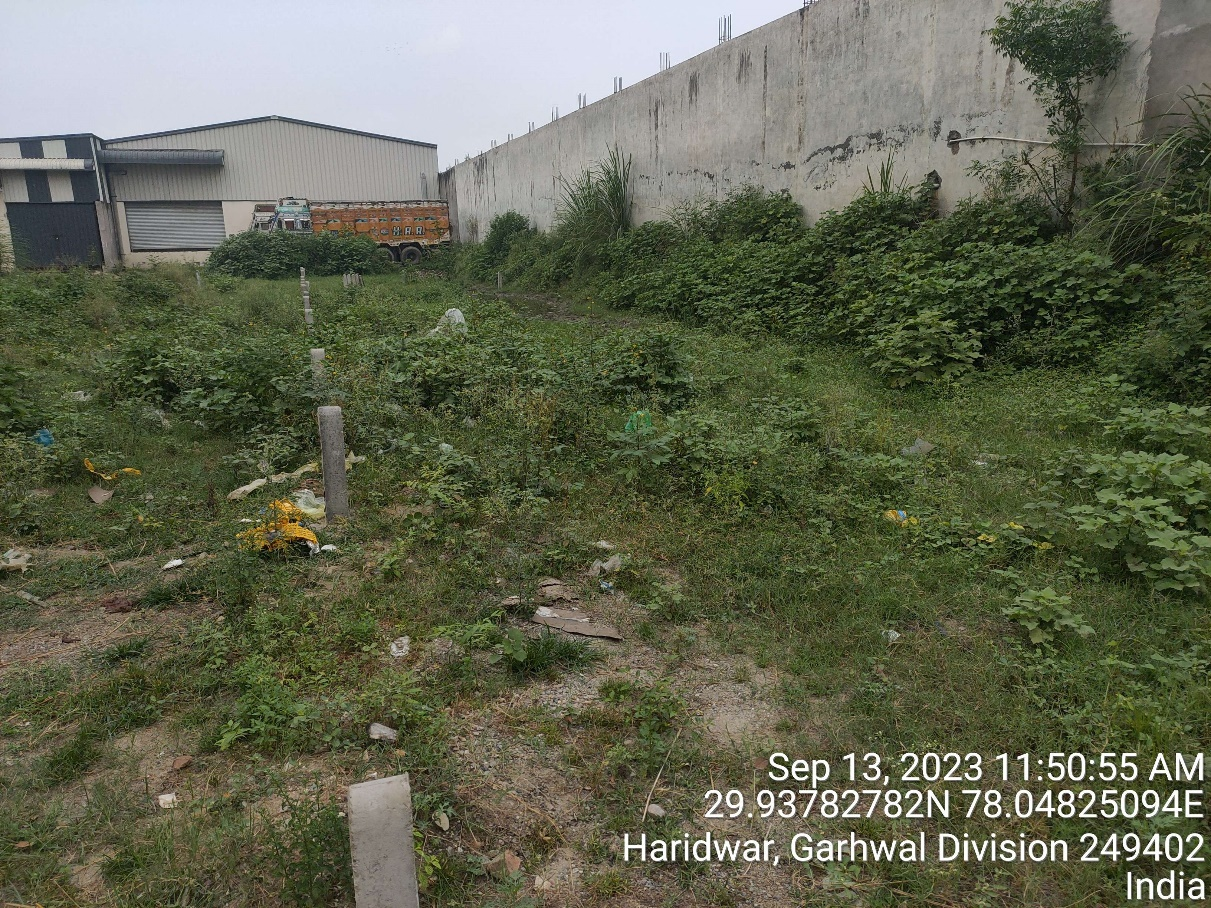 Sep 13, 2023 11:50:55 AM
29.93782782N 78.04825094E
Haridwar, Garhwal Division 249402
India